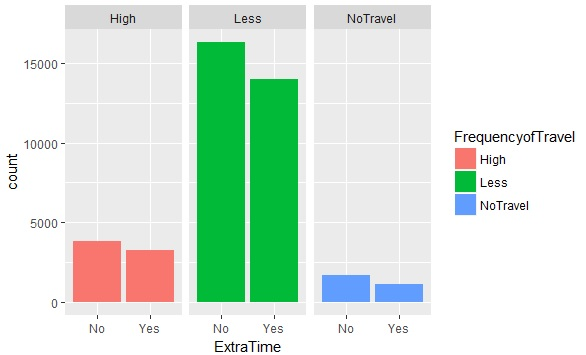 High Less NoTravel
15000
10000
5000
0
count
No Yes No Yes No Yes
ExtraTime
FrequencyofTravel
High
Less
NoTravel